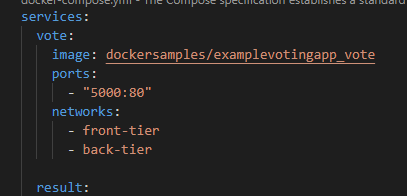 docker-compose.yml - The Compose specification establishes a standard
services:
  vote:
    image: dockersamples/examplevotingapp_vote
    ports:
      - "5000:80"
    networks:
      - front-tier
      - back-tier

  result: